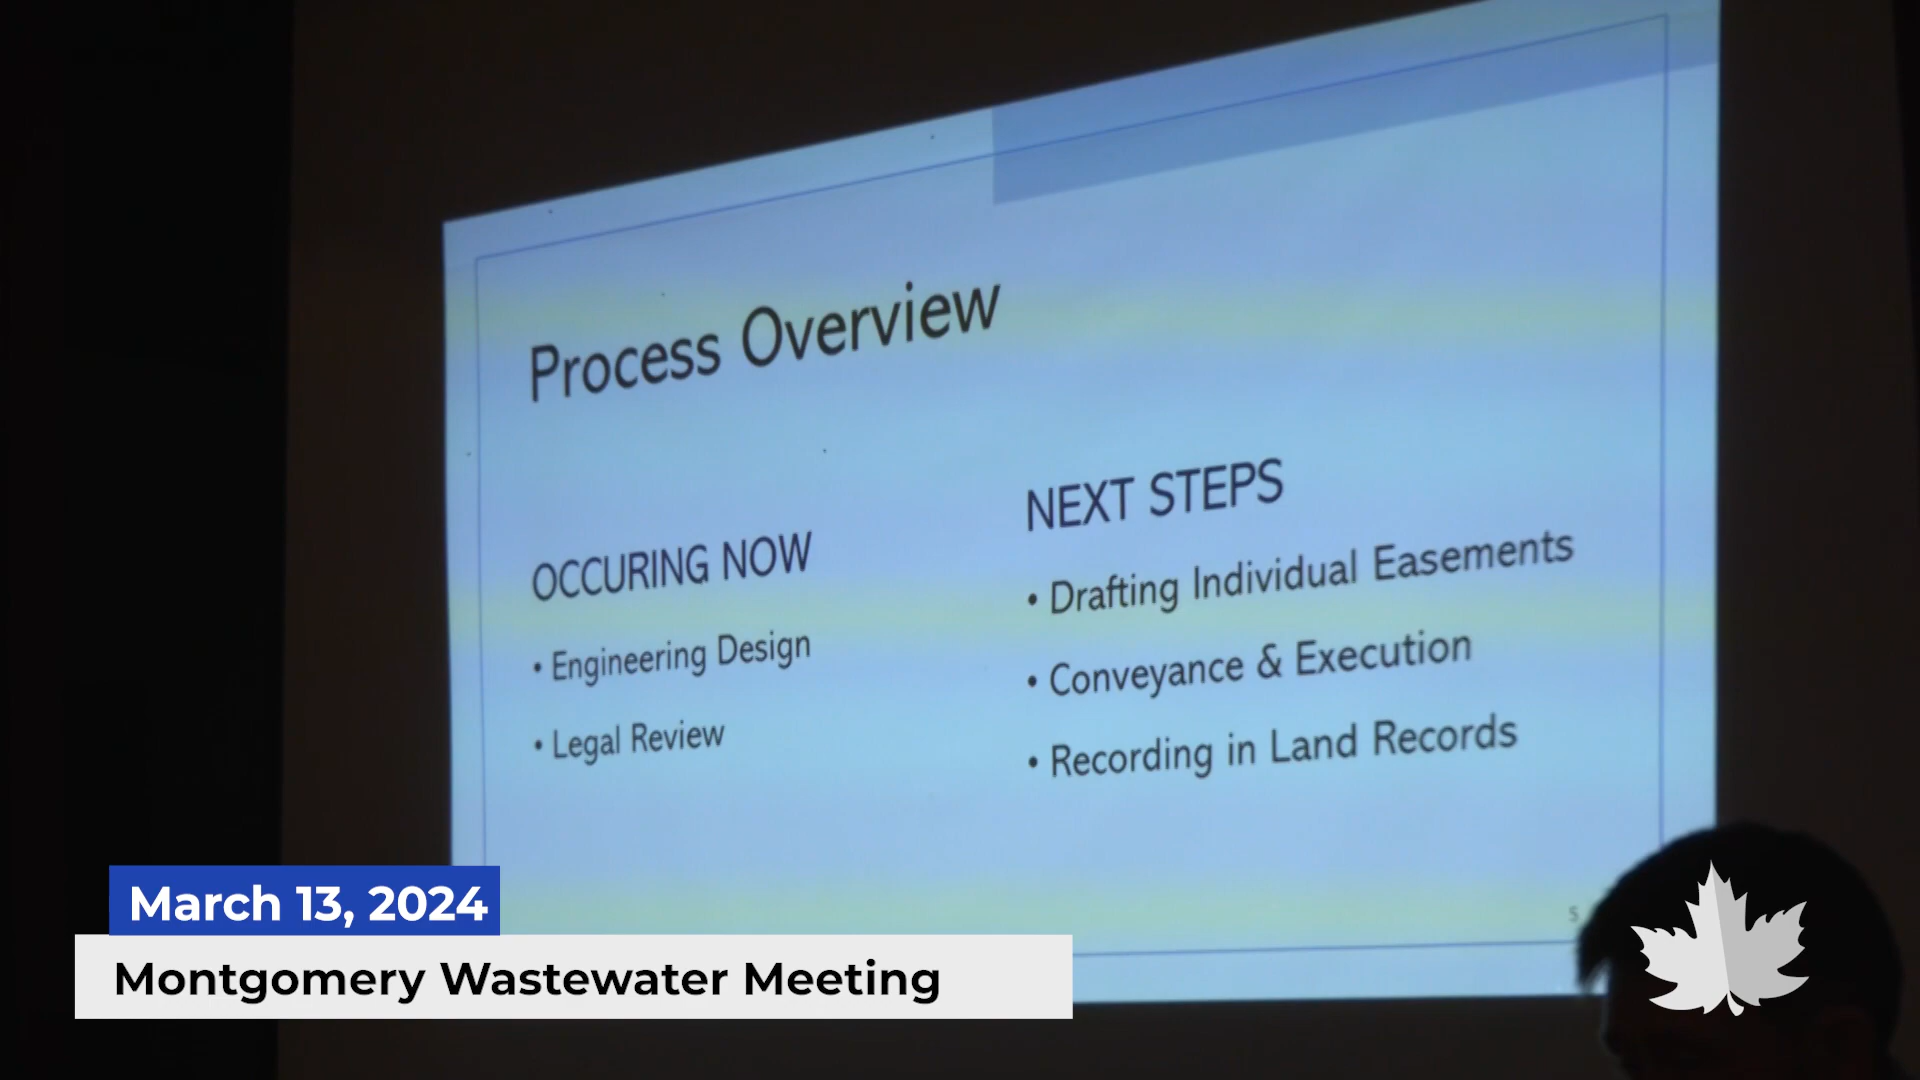 Process Overview
OCCURING NOW
• Engineering Design
• Legal Review
NEXT STEPS
• Drafting Individual Easements
• Conveyance & Execution
• Recording in Land Records
5
March 13, 2024
Montgomery Wastewater Meeting